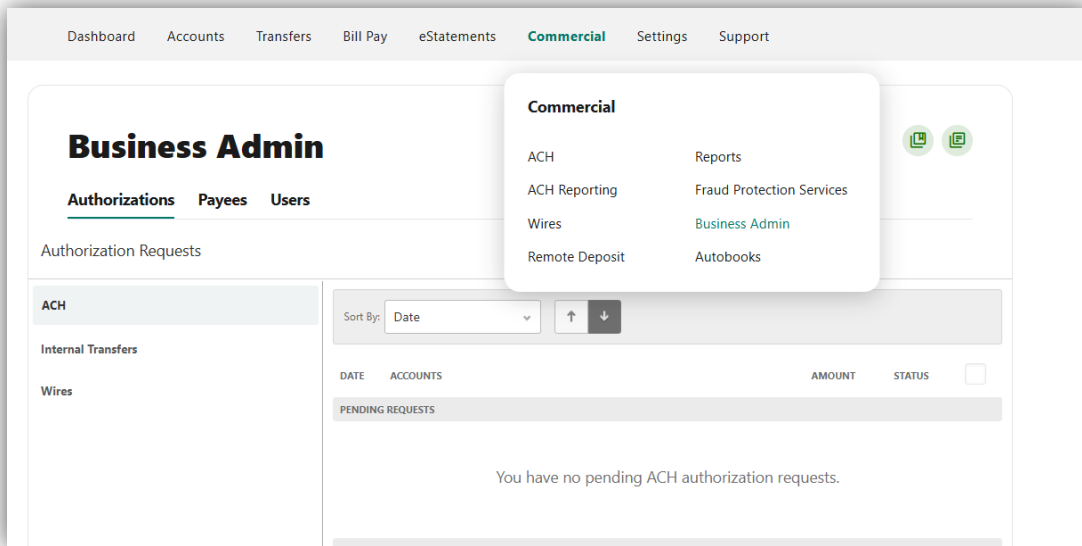 Dashboard Accounts Transfers Bill Pay eStatements Commercial Settings Support
Commercial
ACH Reports
ACH Reporting Fraud Protection Services
Wires Business Admin
Remote Deposit Autobooks
Business Admin
Authorizations Payees Users
Authorization Requests
ACH
Internal Transfers
Wires
Sort By: Date
DATE ACCOUNTS AMOUNT STATUS
PENDING REQUESTS
You have no pending ACH authorization requests.